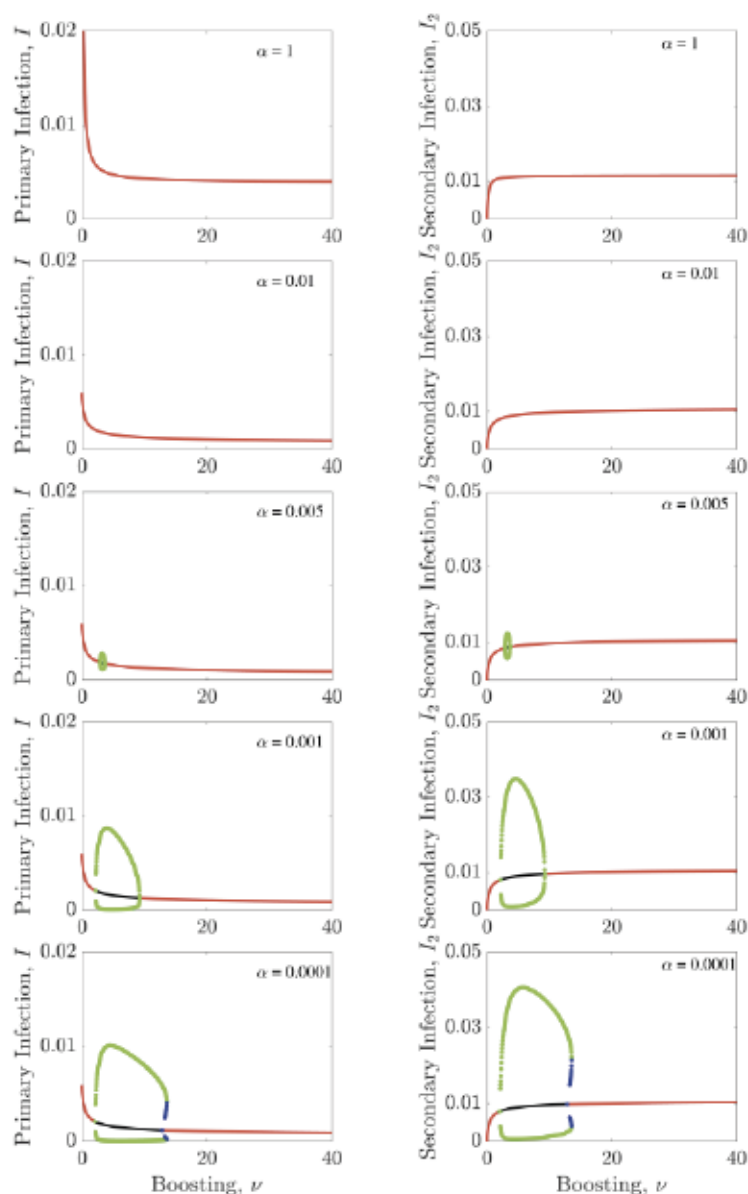 Primary Infection, I
0.02
0.01
0
0 20 40
α = 1
Secondary Infection, I₂
0.05
0.03
0.01
0
0 20 40
α = 1
Primary Infection, I
0.02
0.01
0
0 20 40
α = 0.01
Secondary Infection, I₂
0.05
0.03
0.01
0
0 20 40
α = 0.01
Primary Infection, I
0.02
0.01
0
0 20 40
α = 0.005
Secondary Infection, I₂
0.05
0.03
0.01
0
0 20 40
α = 0.005
Primary Infection, I
0.02
0.01
0
0 20 40
α = 0.001
Secondary Infection, I₂
0.05
0.03
0.01
0
0 20 40
α = 0.001
Primary Infection, I
0.02
0.01
0
0 20 40
α = 0.0001
Boosting, ν
Secondary Infection, I₂
0.05
0.03
0.01
0
0 20 40
α = 0.0001
Boosting, ν